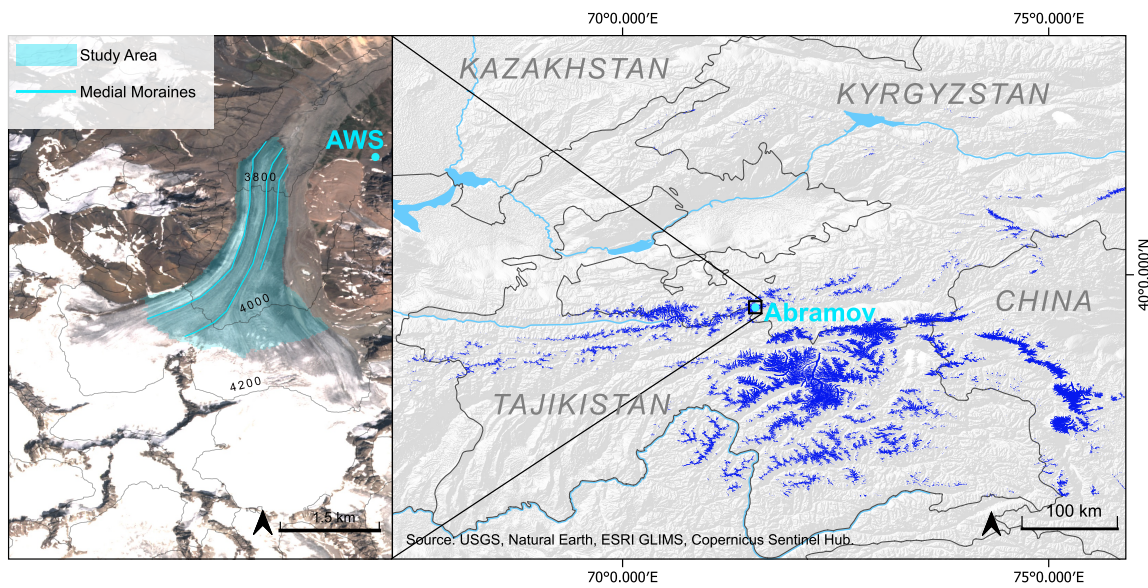 70°0.000′E 75°0.000′E
Study Area
Medial Moraines
AWS
3800
4000
4200
1.5 km
KAZAKHSTAN
KYRGYZSTAN
40°0.000′N
CHINA
Abramov
TAJIKISTAN
100 km
Source: USGS, Natural Earth, ESRI GLIMS, Copernicus Sentinel Hub.
70°0.000′E 75°0.000′E